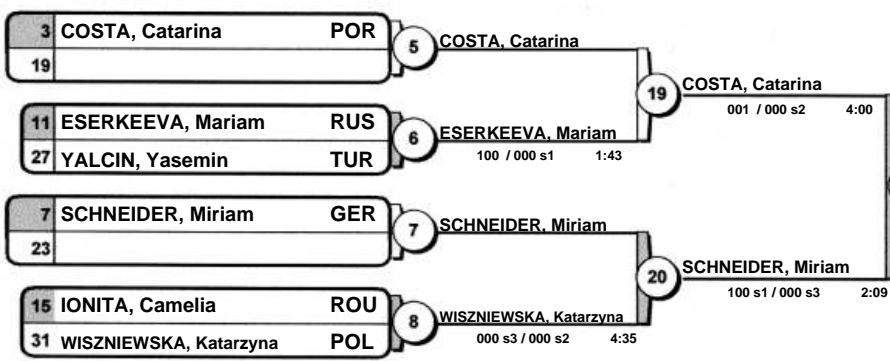 3 COSTA, Catarina POR
19
5
COSTA, Catarina
11 ESERKEEVA, Mariam RUS
27 YALCIN, Yasemin TUR
6
ESERKEEVA, Mariam
100 / 000 s1 1:43
19
COSTA, Catarina
001 / 000 s2 4:00
7 SCHNEIDER, Miriam GER
23
7
SCHNEIDER, Miriam
15 IONITA, Camelia ROU
31 WISZNIEWSKA, Katarzyna POL
8
WISZNIEWSKA, Katarzyna
000 s3 / 000 s2 4:35
20
SCHNEIDER, Miriam
100 s1 / 000 s3 2:09